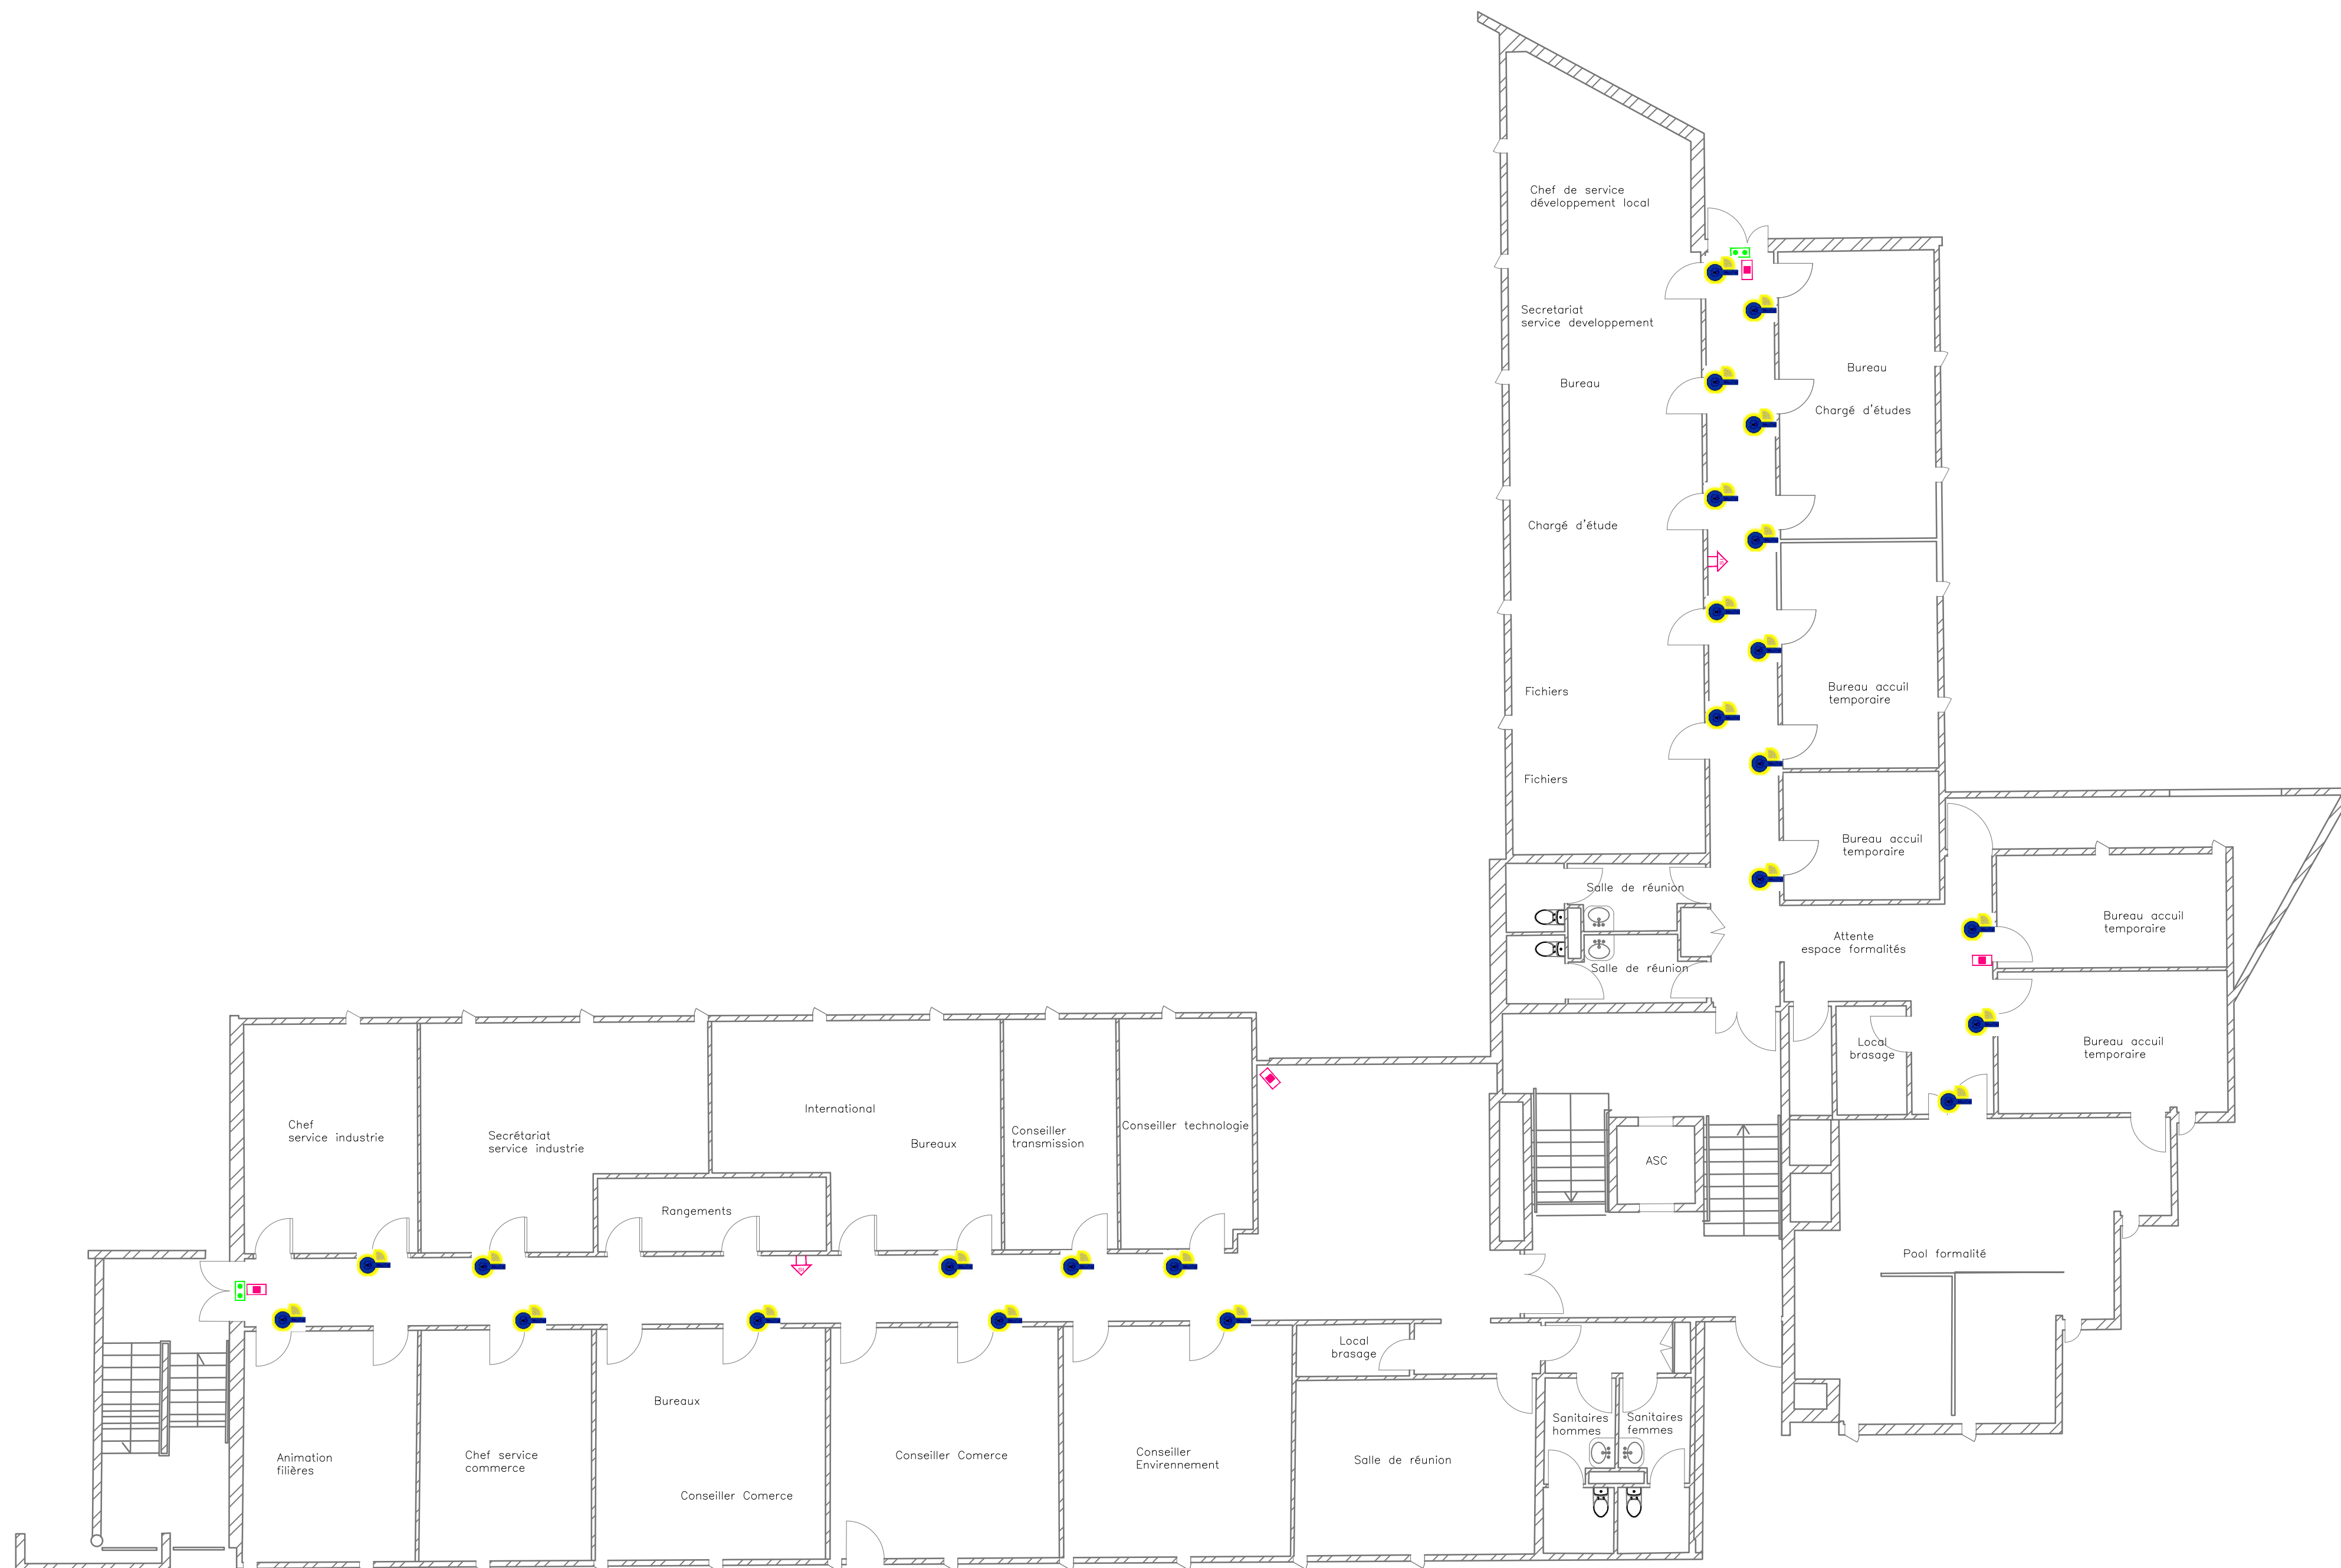 Chef de service
développement local
Secretariat
service developpement
Bureau
Bureau
Chargé d'études
Chargé d'étude
Fichiers
Bureau accuil
temporaire
Fichiers
Bureau accuil
temporaire
Salle de réunion
Bureau accuil
temporaire
Attente
espace formalités
Salle de réunion
Local
brasage
Bureau accuil
temporaire
Chef
service industrie
Secrétariat
service industrie
International
Bureaux
Conseiller
transmission
Conseiller technologie
ASC
Rangements
Pool formalité
Local
brasage
Bureaux
Animation
filières
Chef service
commerce
Conseiller Comerce
Conseiller Comerce
Conseiller
Envirennement
Salle de réunion
Sanitaires
hommes
Sanitaires
femmes